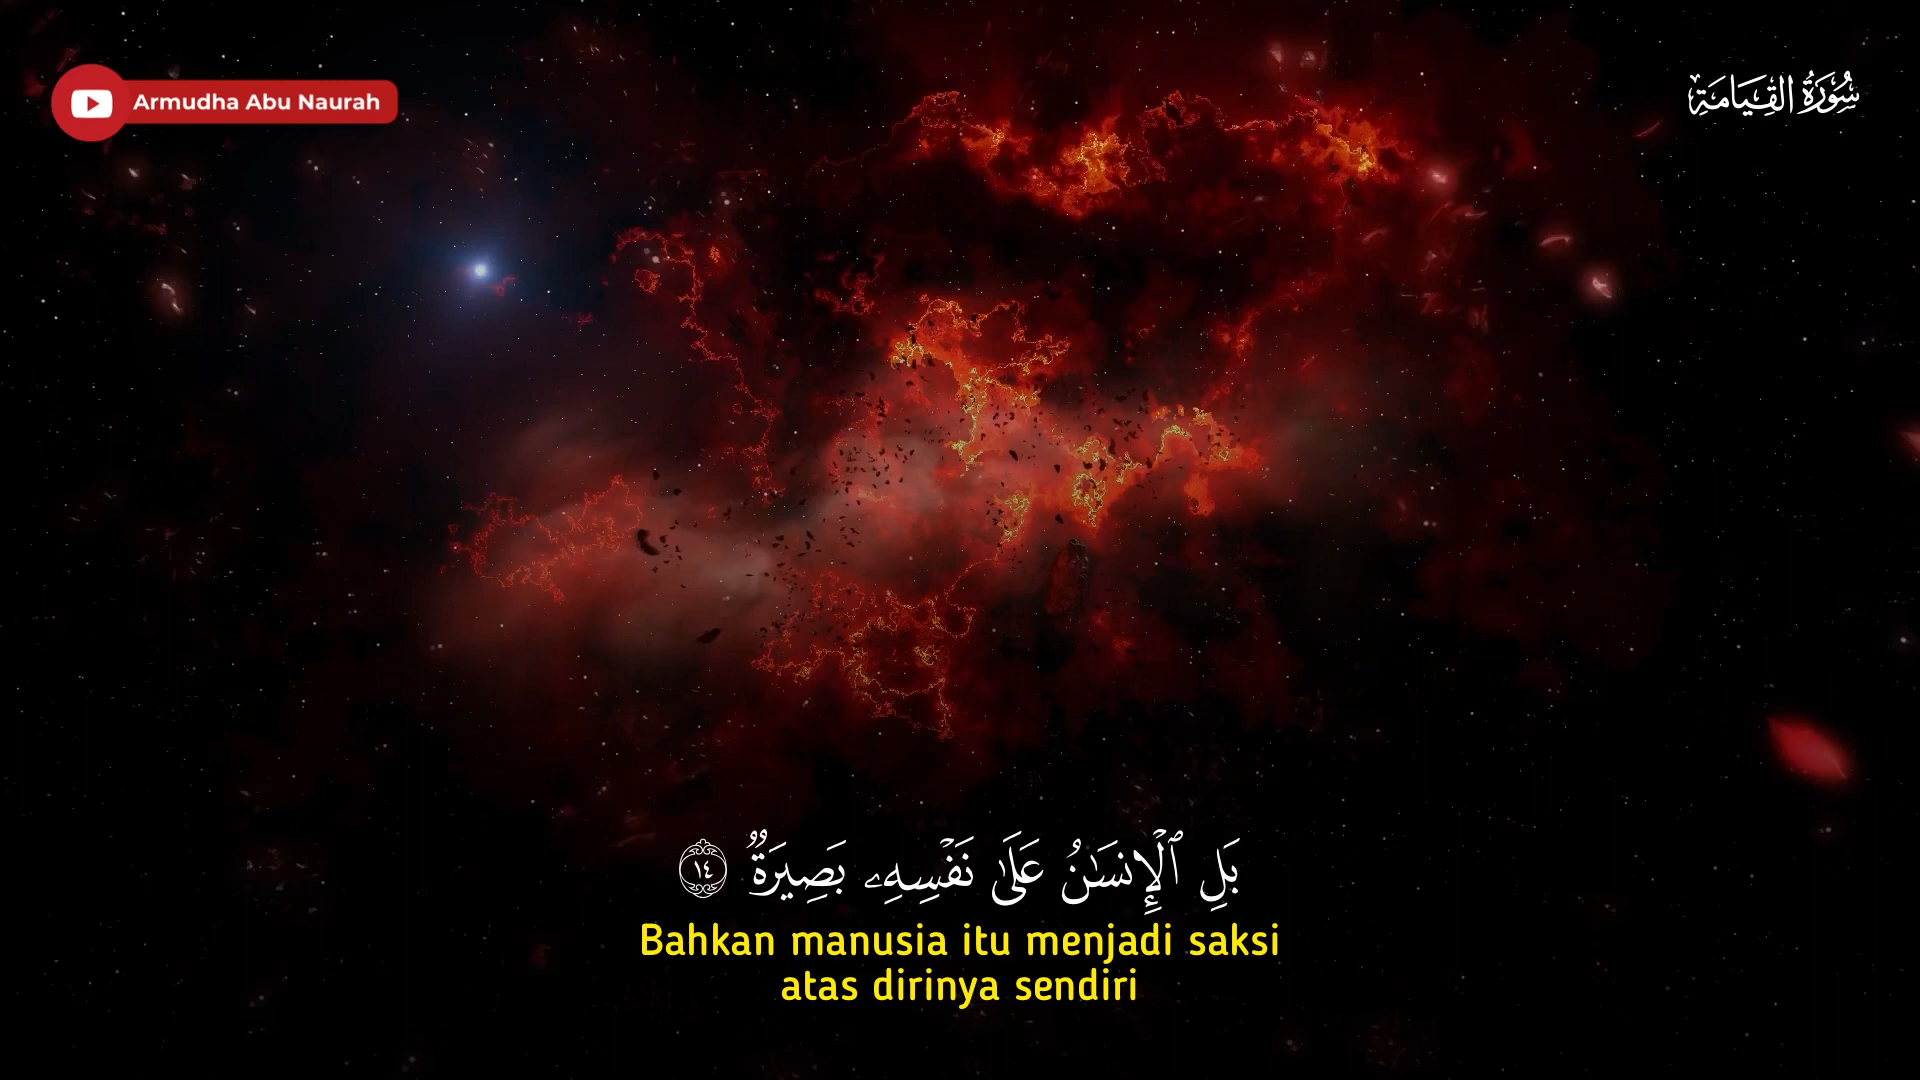 Armudha Abu Naurah
سُورَةُ القِيَامَةِ
بَلِ ٱلْإِنسَـٰنُ عَلَىٰ نَفْسِهِۦ بَصِيرَةٌ ١٤
Bahkan manusia itu menjadi saksi
atas dirinya sendiri